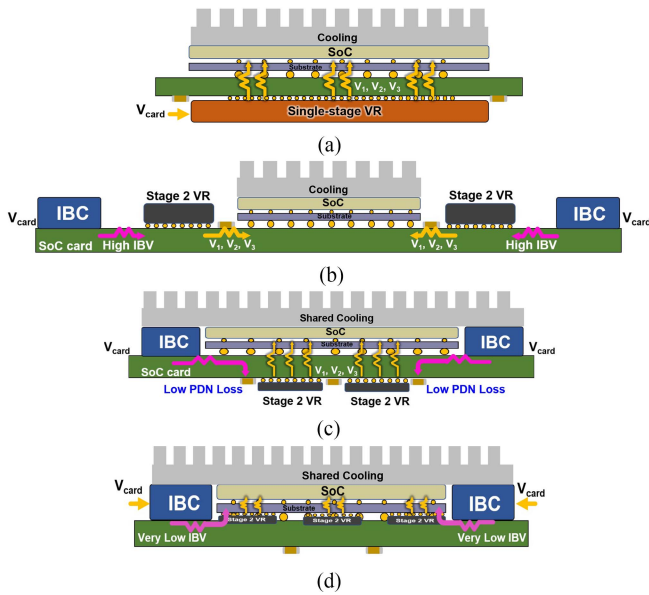 Cooling
SoC
Substrate
V1, V2, V3
Vcard
Single-stage VR
(a)
Stage 2 VR
Stage 2 VR
IBC
Cooling
IBC
Vcard
SoC
Vcard
Substrate
SoC card
High IBV
V1, V2, V3
V1, V2, V3
High IBV
(b)
Shared Cooling
SoC
Vcard
IBC
Substrate
IBC
Vcard
SoC card
V1, V2, V3
Low PDN Loss
Low PDN Loss
Stage 2 VR
Stage 2 VR
(c)
Shared Cooling
Vcard
SoC
Vcard
IBC
Substrate
IBC
Stage 2 VR
Stage 2 VR
Stage 2 VR
Very Low IBV
Very Low IBV
(d)